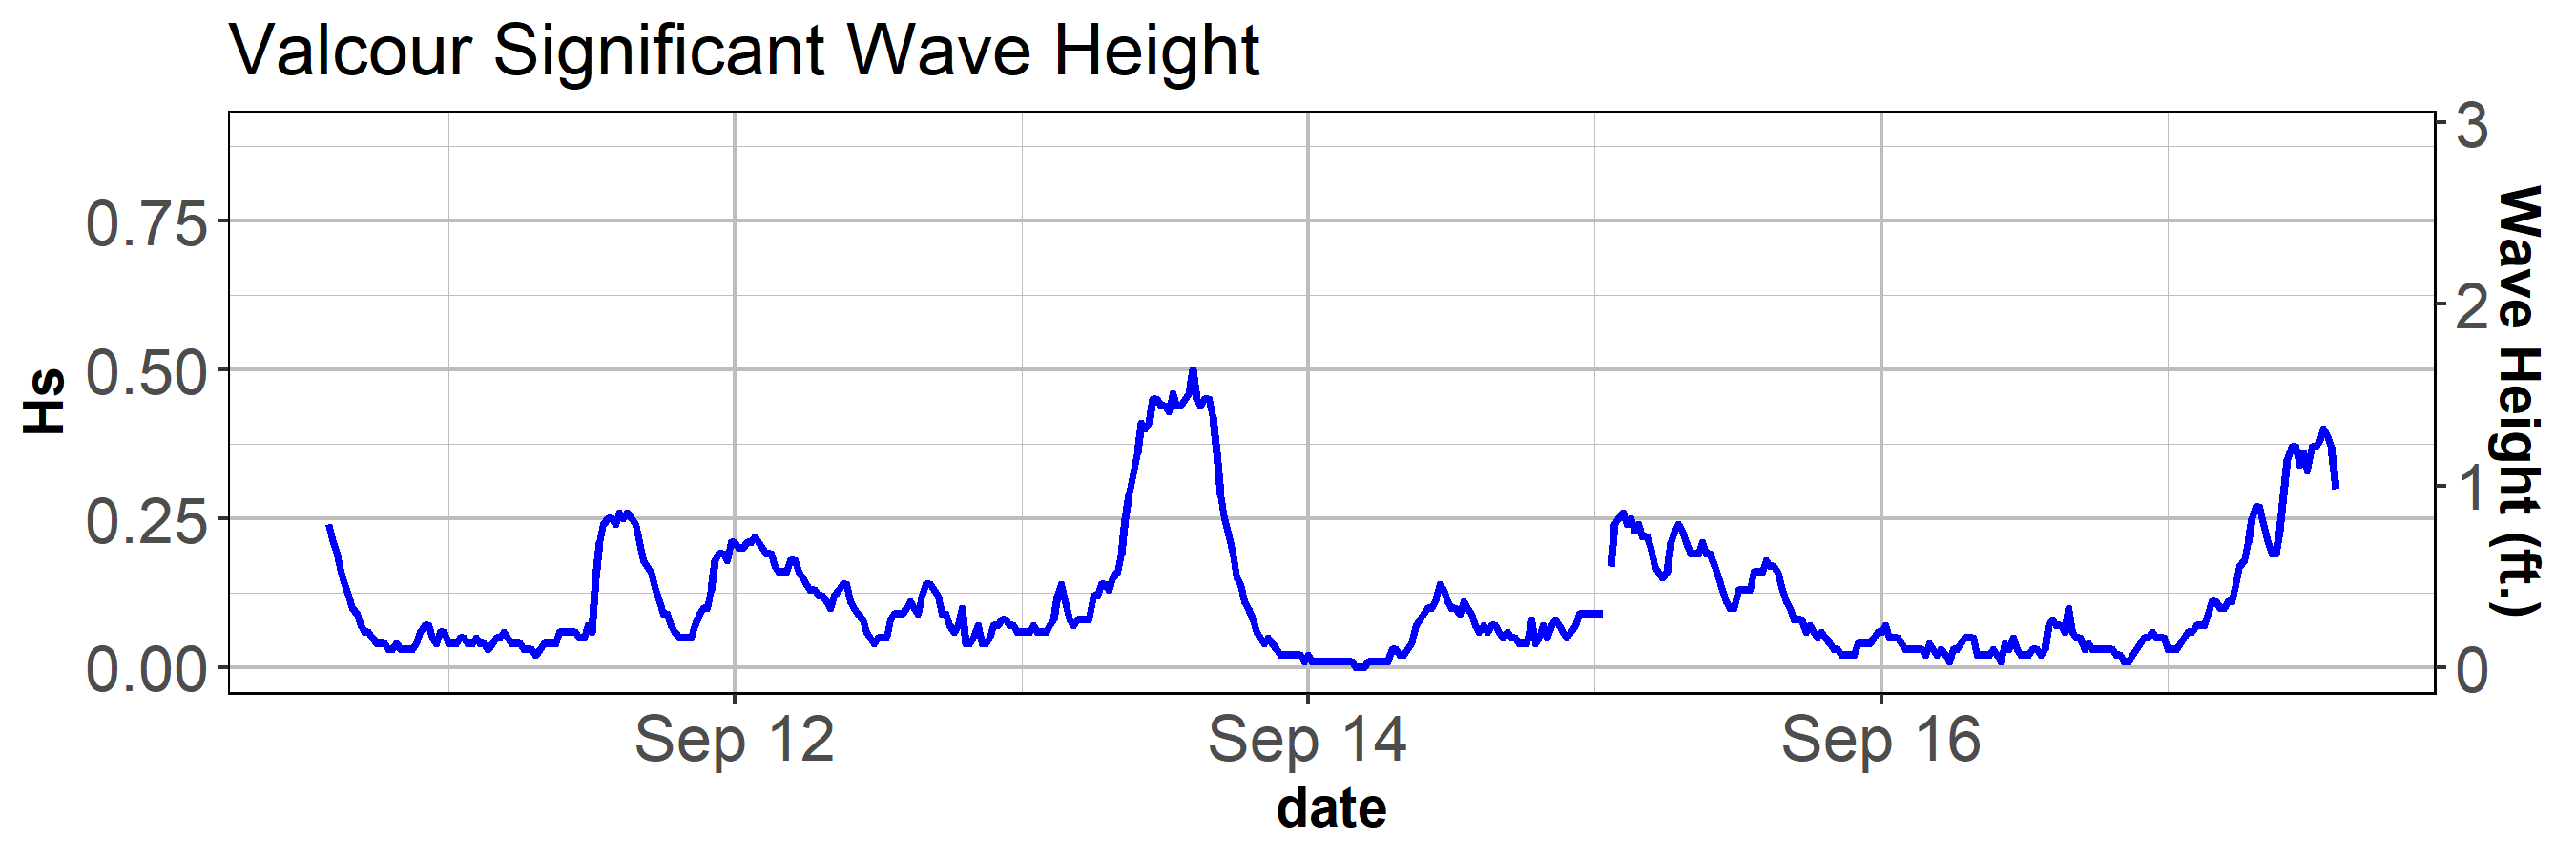 Valcour Significant Wave Height
Hs
0.75
0.50
0.25
0.00
3
2
1
0
Wave Height (ft.)
Sep 12
Sep 14
Sep 16
date